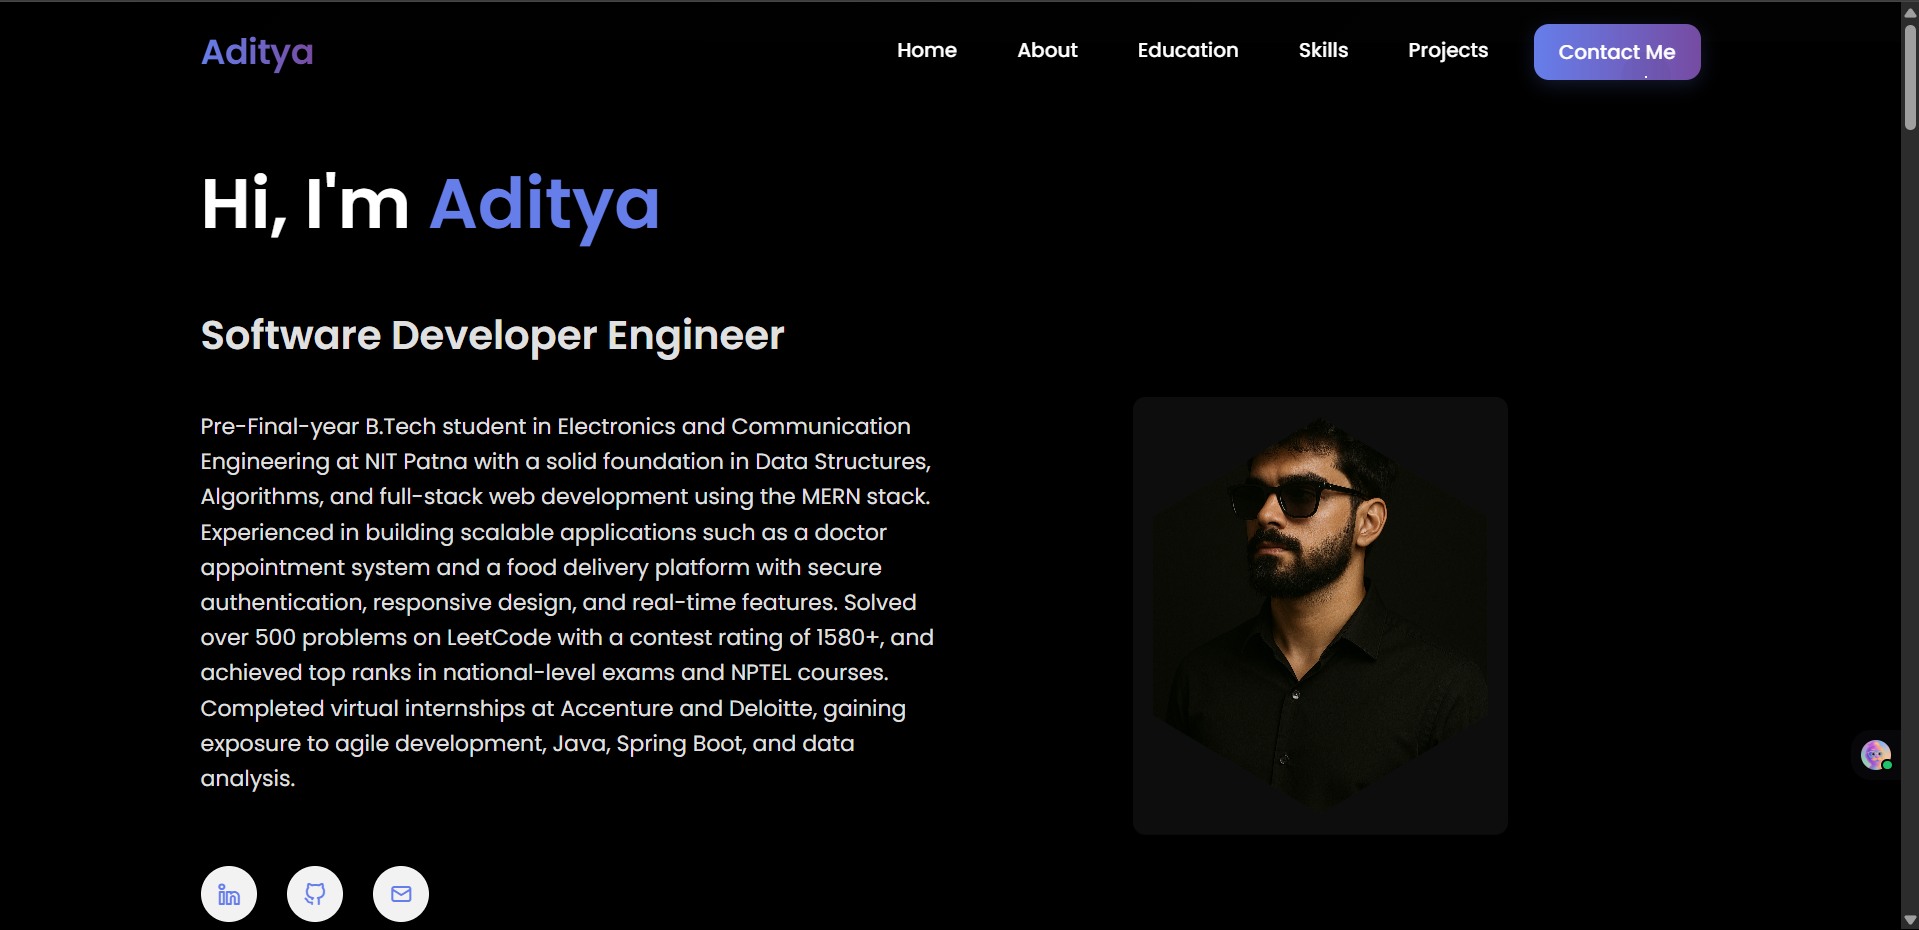 Aditya
Home
About
Education
Skills
Projects
Contact Me
Hi, I'm Aditya
Software Developer Engineer
Pre-Final-year B.Tech student in Electronics and Communication
Engineering at NIT Patna with a solid foundation in Data Structures,
Algorithms, and full-stack web development using the MERN stack.
Experienced in building scalable applications such as a doctor
appointment system and a food delivery platform with secure
authentication, responsive design, and real-time features. Solved
over 500 problems on LeetCode with a contest rating of 1580+, and
achieved top ranks in national-level exams and NPTEL courses.
Completed virtual internships at Accenture and Deloitte, gaining
exposure to agile development, Java, Spring Boot, and data
analysis.
in